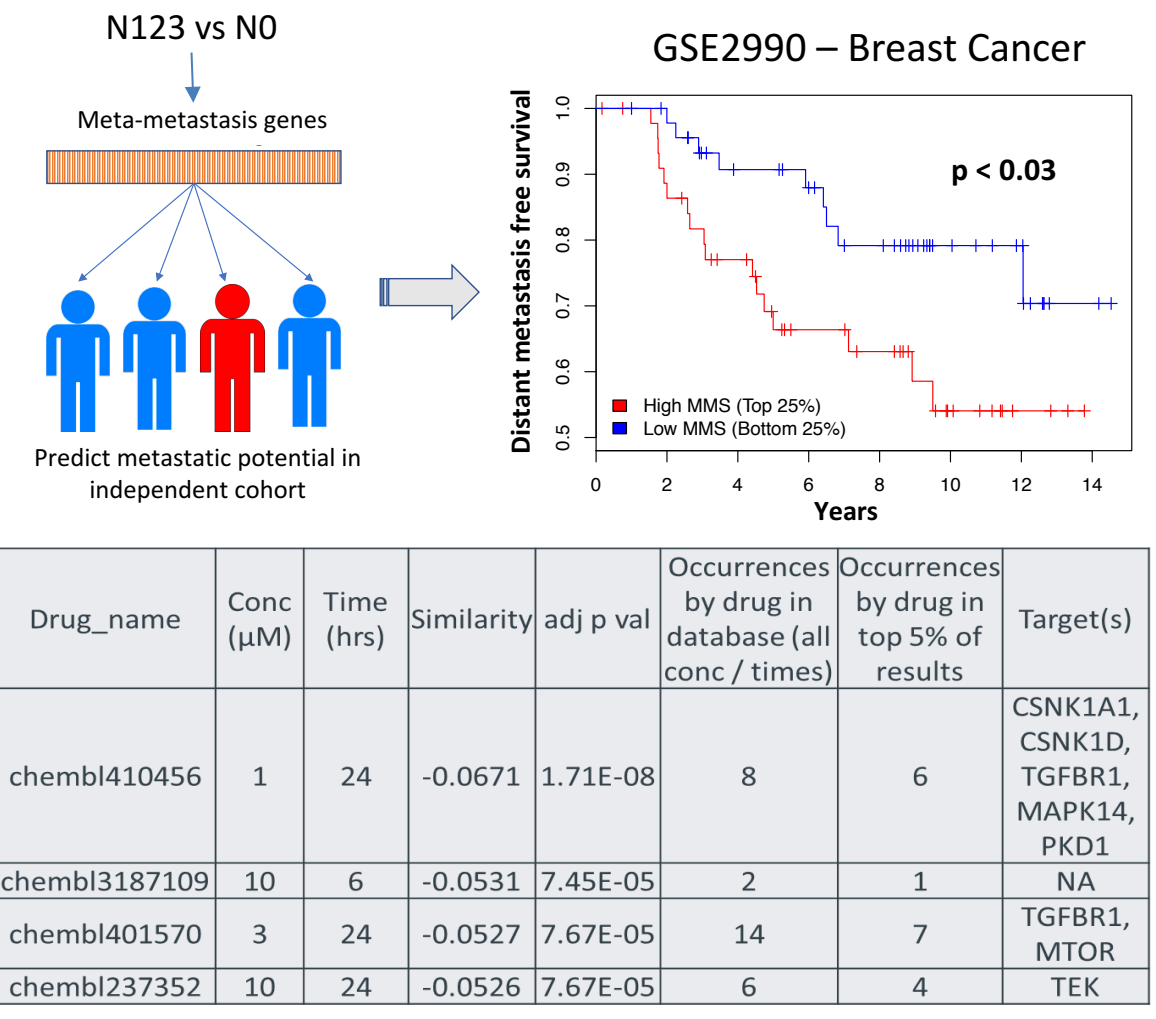 N123 vs N0
Meta-metastasis genes
Predict metastatic potential in
independent cohort
GSE2990 – Breast Cancer
Distant metastasis free survival
1.0
0.9
0.8
0.7
0.6
0.5
p < 0.03
High MMS (Top 25%)
Low MMS (Bottom 25%)
0 2 4 6 8 10 12 14
Years
Drug_name
Conc
(µM)
Time
(hrs)
Similarity
adj p val
Occurrences
by drug in
database (all
conc / times)
Occurrences
by drug in
top 5% of
results
Target(s)
chembl410456 1 24 -0.0671 1.71E-08 8 6
CSNK1A1,
CSNK1D,
TGFBR1,
MAPK14,
PKD1
chembl3187109 10 6 -0.0531 7.45E-05 2 1 NA
chembl401570 3 24 -0.0527 7.67E-05 14 7
TGFBR1,
MTOR
chembl237352 10 24 -0.0526 7.67E-05 6 4 TEK